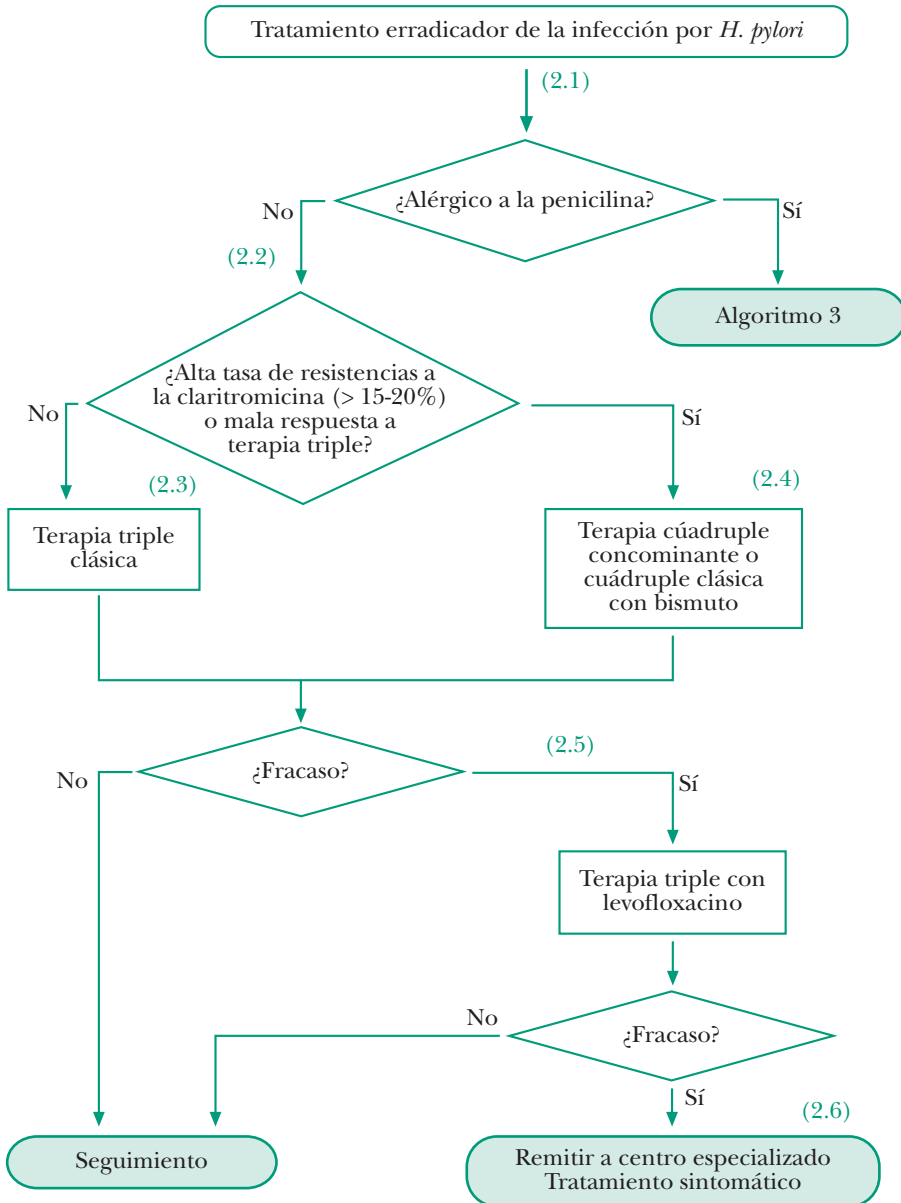 Tratamiento erradicador de la infección por H. pylori
(2.1)
¿Alérgico a la penicilina?
No
Sí
(2.2)
Algoritmo 3
¿Alta tasa de resistencias a
la claritromicina (> 15-20%)
o mala respuesta a
terapia triple?
No
Sí
(2.3)
(2.4)
Terapia triple
clásica
Terapia cúadruple
concominante o
cuádruple clásica
con bismuto
(2.5)
¿Fracaso?
No
Sí
Terapia triple con
levofloxacino
No
¿Fracaso?
Sí
(2.6)
Seguimiento
Remitir a centro especializado
Tratamiento sintomático